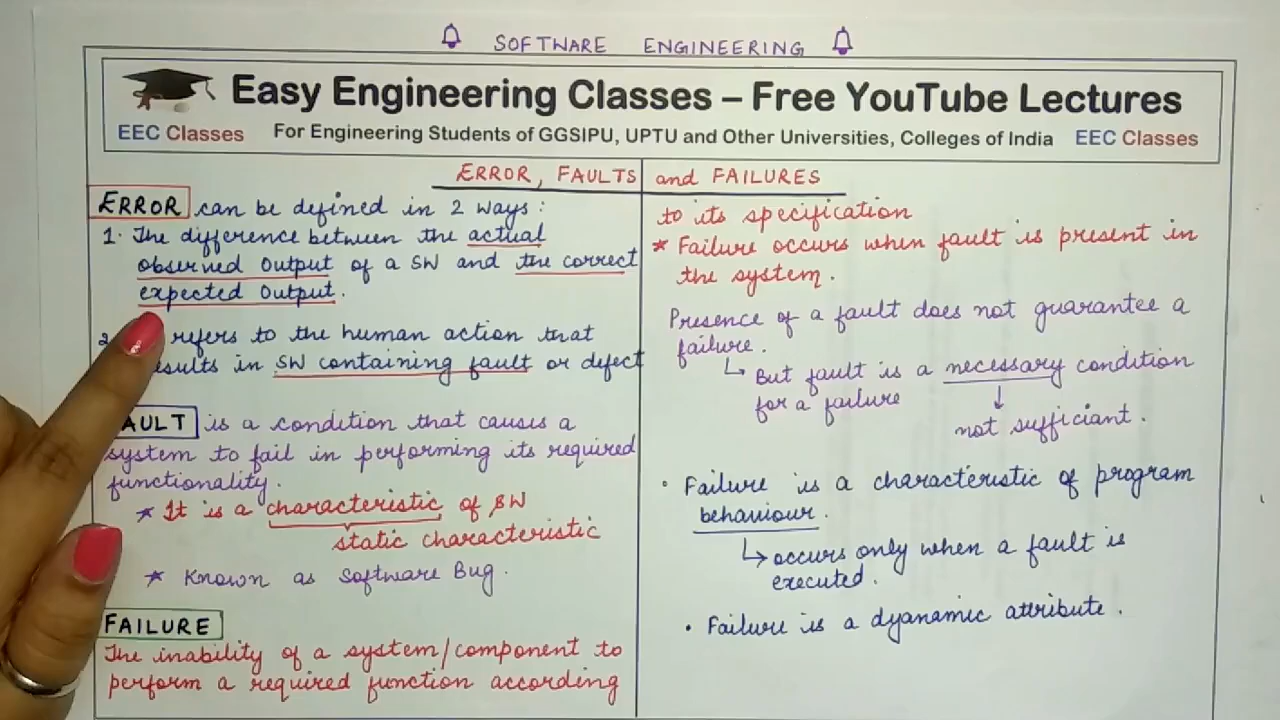 SOFTWARE ENGINEERING
Easy Engineering Classes – Free YouTube Lectures
EEC Classes For Engineering Students of GGSIPU, UPTU and Other Universities, Colleges of India EEC Classes
ERROR, FAULTS and FAILURES
ERROR can be defined in 2 ways :
1. The difference between the actual
observed Output of a SW and the correct
expected Output.
2. refers to the human action that
results in SW containing fault or defect
FAULT is a condition that causes a
system to fail in performing its required
functionality.
* It is a characteristic of SW
static characteristic
* Known as Software Bug.
FAILURE
The inability of a system/component to
perform a required function according
to its specification
* Failure occurs when fault is present in
the system.
Presence of a fault does not guarantee a
failure.
↳ But fault is a necessary condition
for a failure ↓
not sufficiant.
• Failure is a characteristic of program
behaviour.
↳ occurs only when a fault is
executed.
• Failure is a dyanamic attribute.